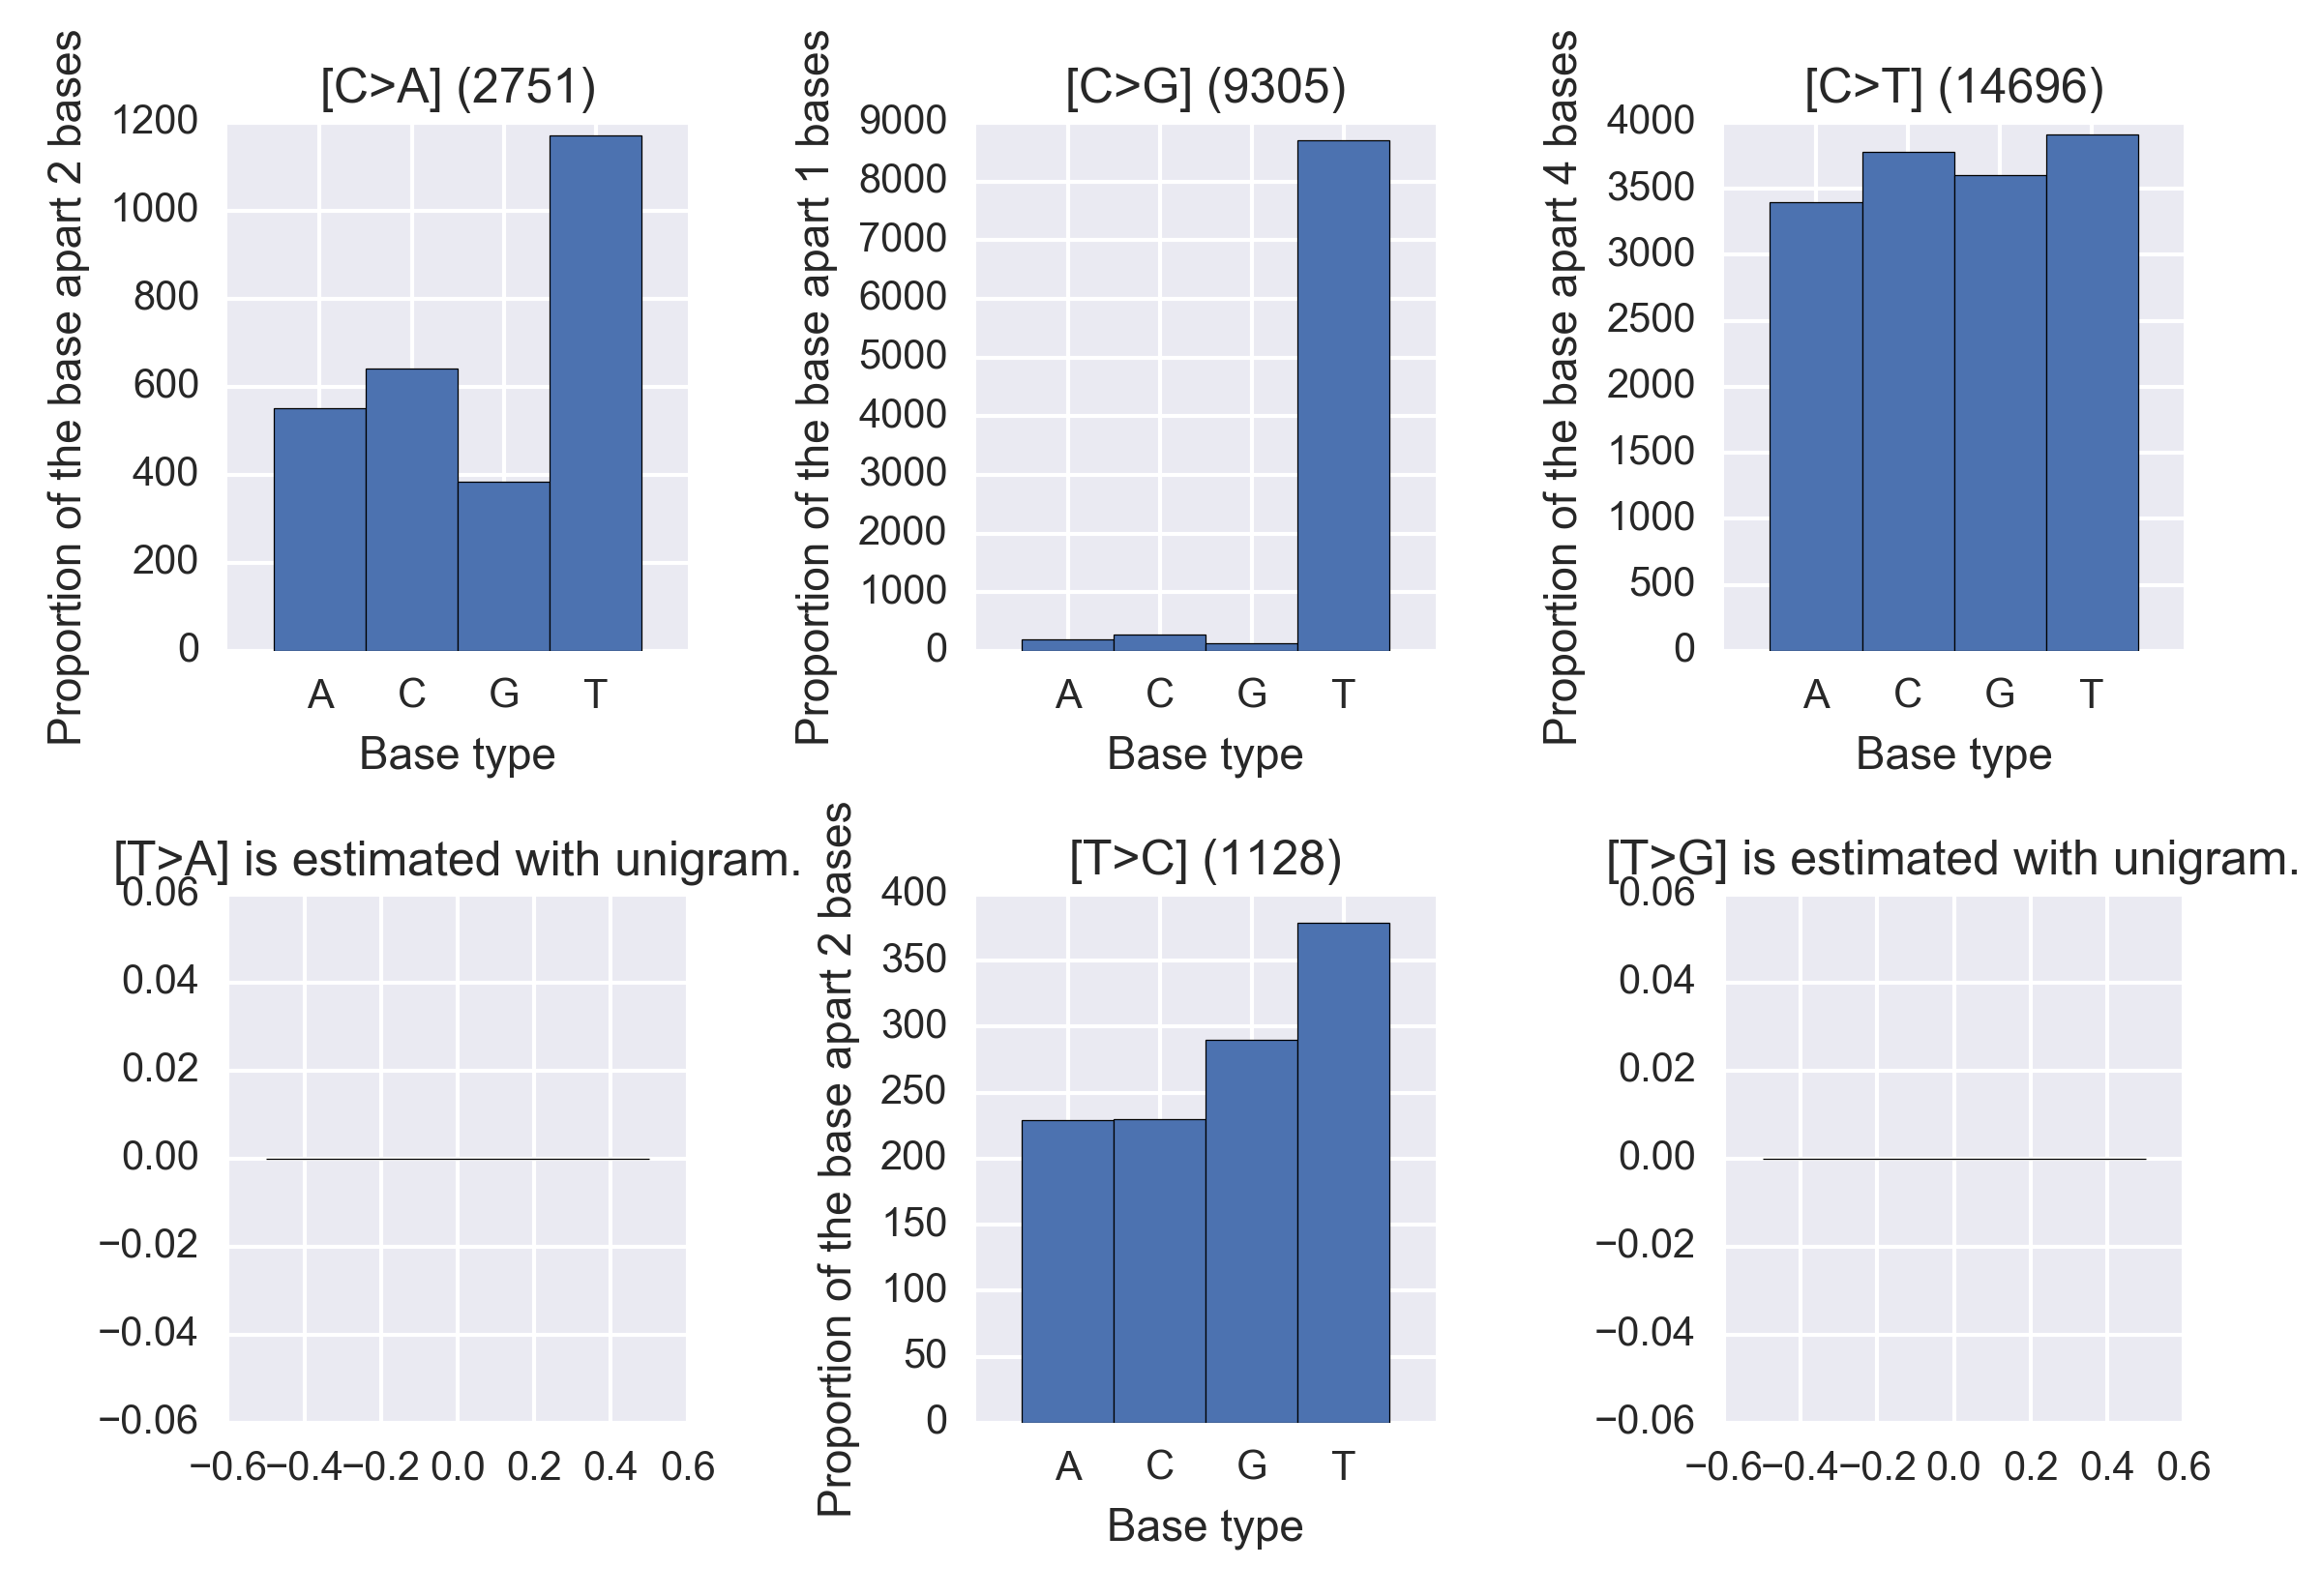 [C>A] (2751)
Proportion of the base apart 2 bases
1200
1000
800
600
400
200
0
A C G T
Base type
[C>G] (9305)
Proportion of the base apart 1 bases
9000
8000
7000
6000
5000
4000
3000
2000
1000
0
A C G T
Base type
[C>T] (14696)
Proportion of the base apart 4 bases
4000
3500
3000
2500
2000
1500
1000
500
0
A C G T
Base type
[T>A] is estimated with unigram.
0.06
0.04
0.02
0.00
−0.02
−0.04
−0.06
−0.6 −0.4 −0.2 0.0 0.2 0.4 0.6
[T>C] (1128)
Proportion of the base apart 2 bases
400
350
300
250
200
150
100
50
0
A C G T
Base type
[T>G] is estimated with unigram.
0.06
0.04
0.02
0.00
−0.02
−0.04
−0.06
−0.6 −0.4 −0.2 0.0 0.2 0.4 0.6